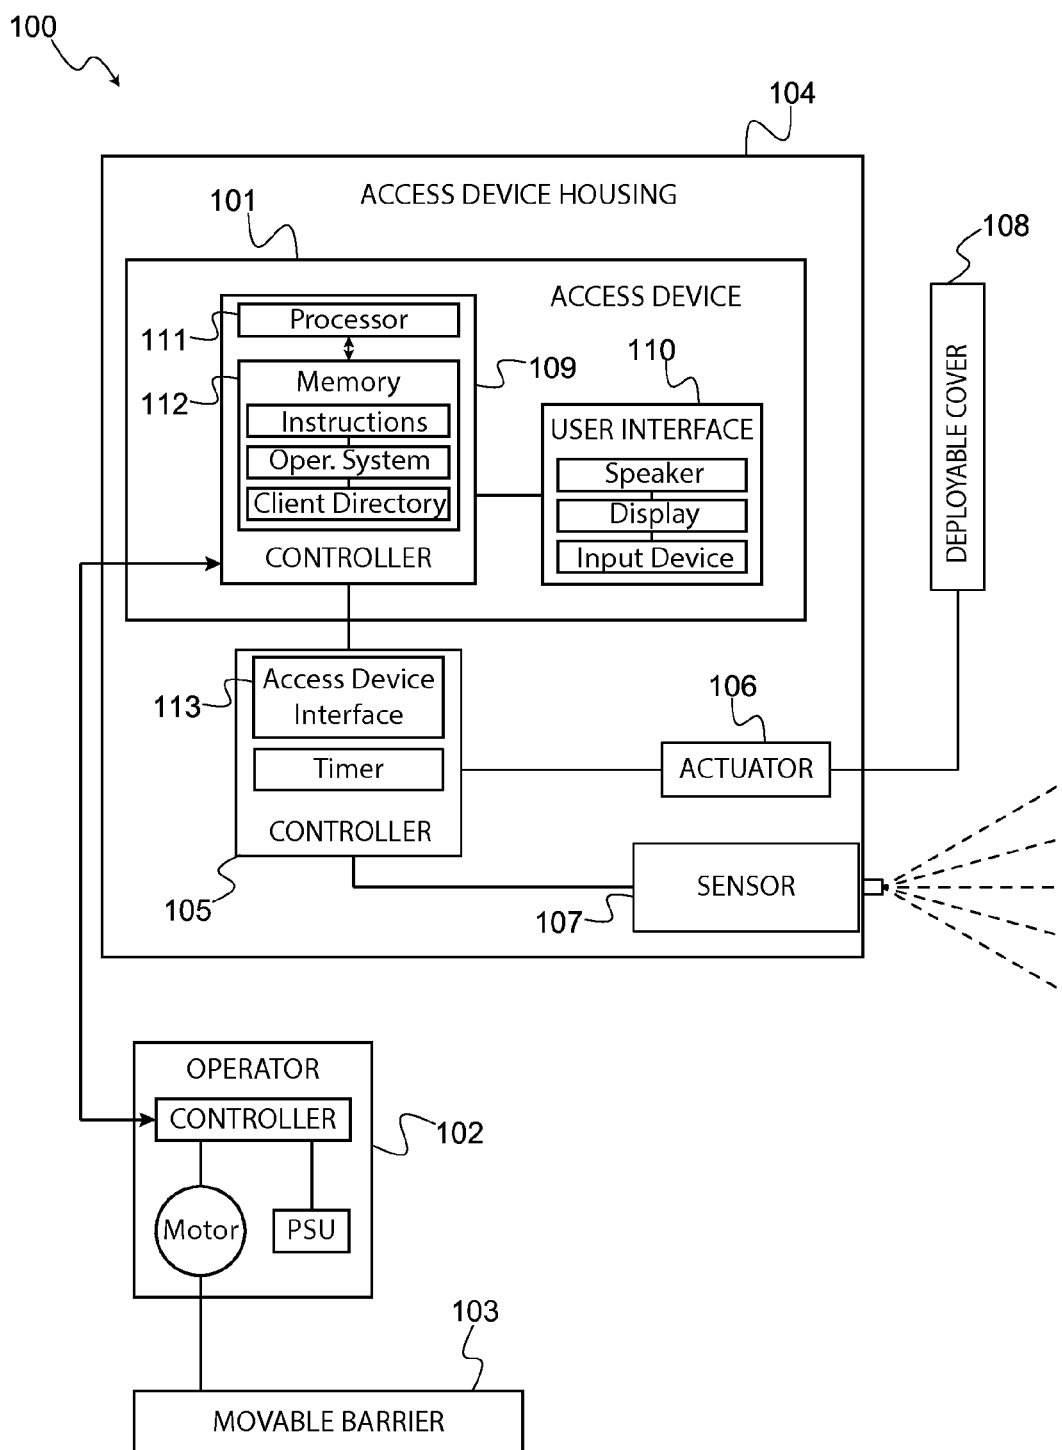 100
104
ACCESS DEVICE HOUSING
101
108
ACCESS DEVICE
111
Processor
109
110
112
Memory
Instructions
Oper. System
Client Directory
CONTROLLER
USER INTERFACE
Speaker
Display
Input Device
DEPLOYABLE COVER
113
Access Device
Interface
Timer
CONTROLLER
105
106
ACTUATOR
SENSOR
107
OPERATOR
CONTROLLER
102
Motor
PSU
103
MOVABLE BARRIER